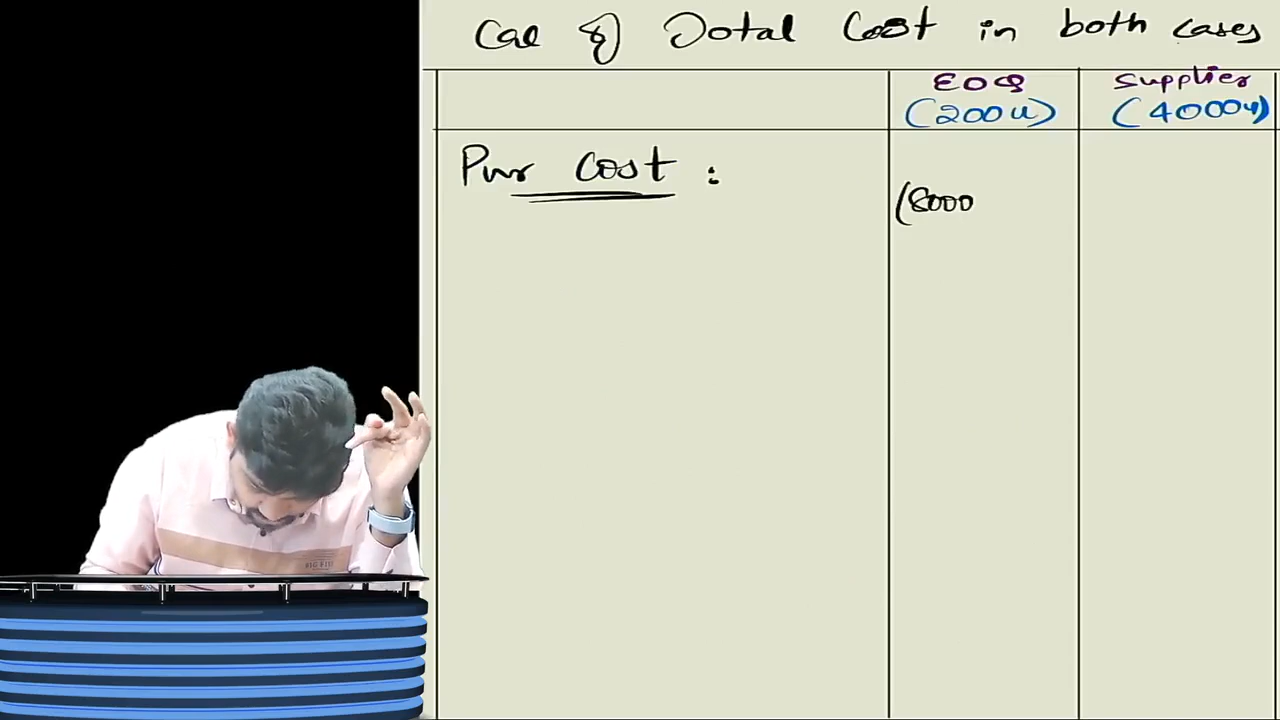 Cal of Total Cost in both cases
EOQ
Supplier
(200u)
(4000u)
Pur Cost :
(8000